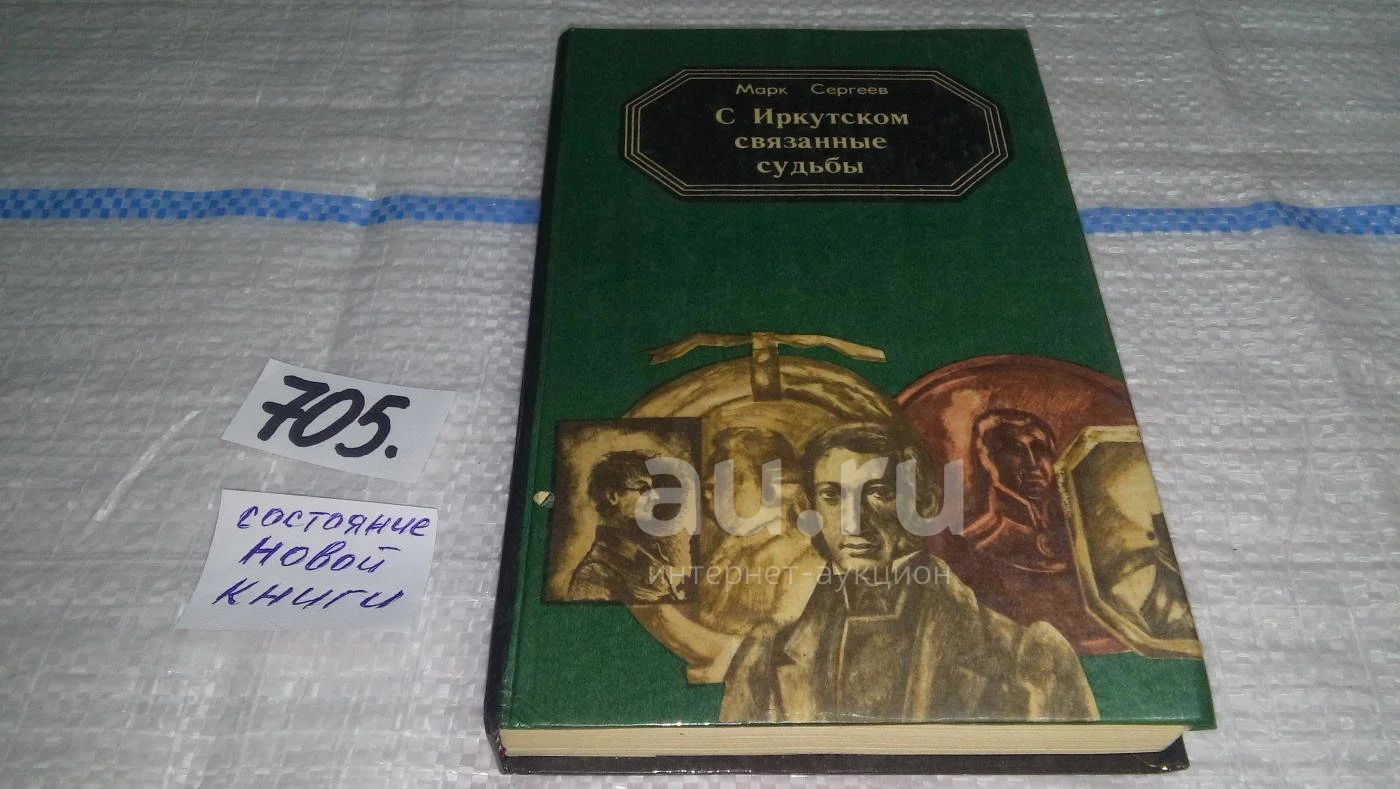 Марк Сергеев
С Иркутском
связанные
судьбы
705.
состояние
новой
книги
au.ru
интернет-аукцион